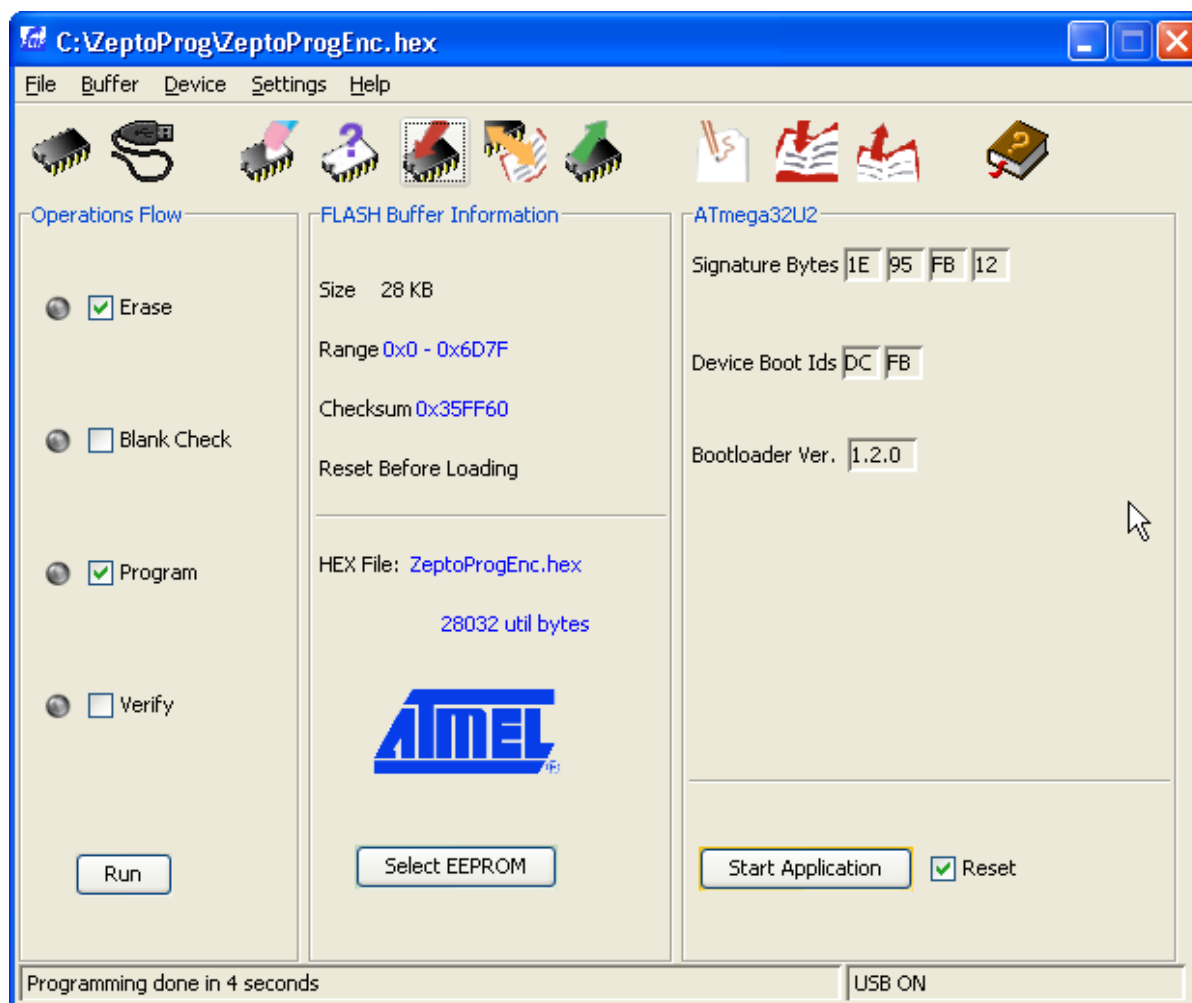 C:\ZeptoProg\ZeptoProgEnc.hex
File Buffer Device Settings Help
Operations Flow
Erase
Blank Check
Program
Verify
Run
FLASH Buffer Information
Size 28 KB
Range 0x0 - 0x6D7F
Checksum 0x35FF60
Reset Before Loading
HEX File: ZeptoProgEnc.hex
28032 util bytes
ATMEL®
Select EEPROM
ATmega32U2
Signature Bytes 1E 95 FB 12
Device Boot Ids DC FB
Bootloader Ver. 1.2.0
Start Application Reset
Programming done in 4 seconds
USB ON